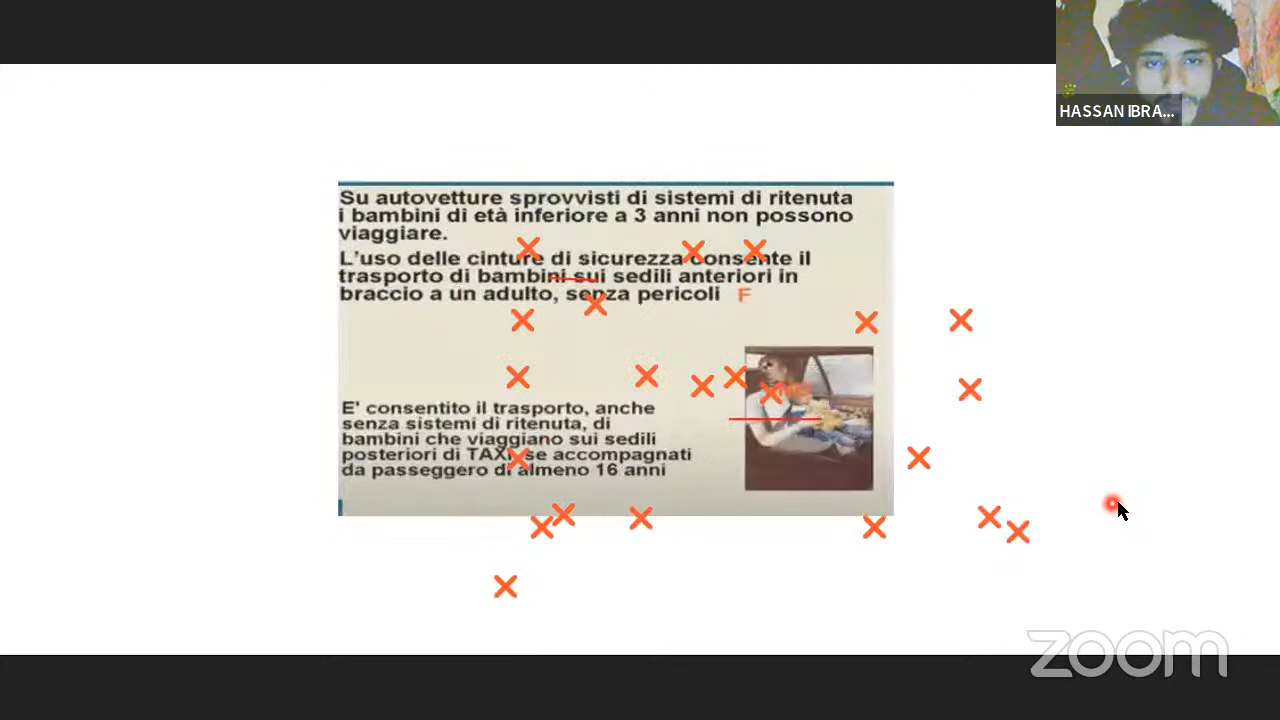 HASSAN IBRA...
Su autovetture sprovvisti di sistemi di ritenuta
i bambini di età inferiore a 3 anni non possono
viaggiare.
L'uso delle cinture di sicurezza consente il
trasporto di bambini sui sedili anteriori in
braccio a un adulto, senza pericoli F
E' consentito il trasporto, anche
senza sistemi di ritenuta, di
bambini che viaggiano sui sedili
posteriori di TAXI, se accompagnati
da passeggero di almeno 16 anni
zoom